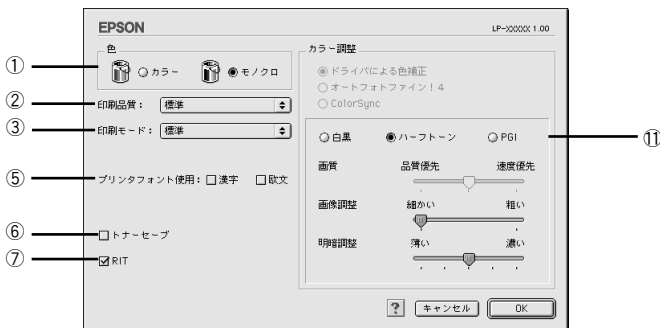 EPSON
LP-XXXXX 1.00
色
① カラー モノクロ
② 印刷品質： 標準
③ 印刷モード： 標準
⑤ プリンタフォント使用： 漢字 欧文
⑥ トナーセーブ
⑦ RIT
カラー調整
ドライバによる色補正
オートフォトファイン！4
ColorSync
白黒 ハーフトーン PGI ⑪
画質 品質優先 速度優先
画像調整 細かい 粗い
明暗調整 薄い 濃い
? キャンセル OK